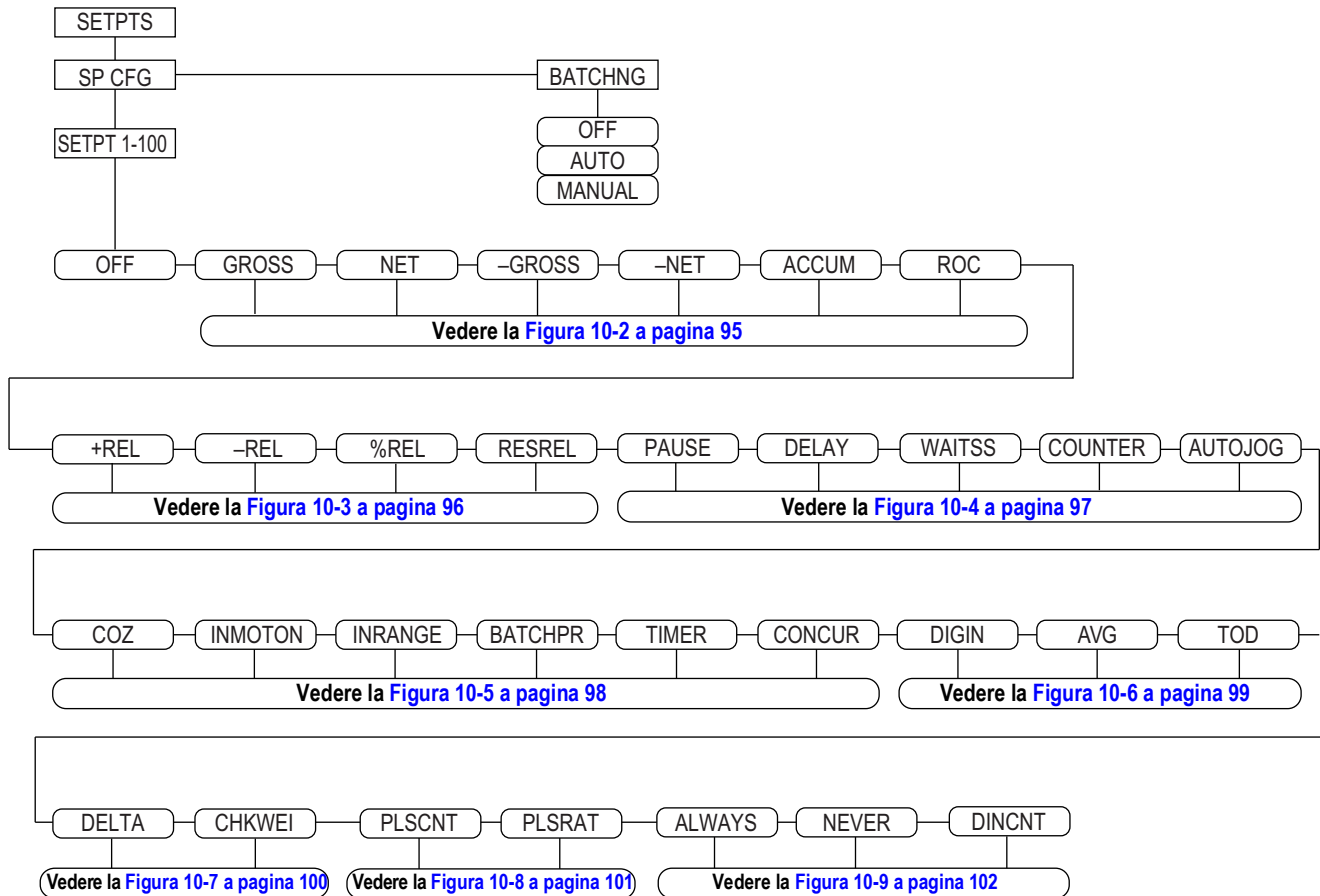 SETPTS
SP CFG BATCHNG
SETPT 1-100 OFF
AUTO
MANUAL
OFF GROSS NET –GROSS –NET ACCUM ROC
Vedere la Figura 10-2 a pagina 95
+REL –REL %REL RESREL PAUSE DELAY WAITSS COUNTER AUTOJOG
Vedere la Figura 10-3 a pagina 96 Vedere la Figura 10-4 a pagina 97
COZ INMOTON INRANGE BATCHPR TIMER CONCUR DIGIN AVG TOD
Vedere la Figura 10-5 a pagina 98 Vedere la Figura 10-6 a pagina 99
DELTA CHKWEI PLSCNT PLSRAT ALWAYS NEVER DINCNT
Vedere la Figura 10-7 a pagina 100 Vedere la Figura 10-8 a pagina 101 Vedere la Figura 10-9 a pagina 102